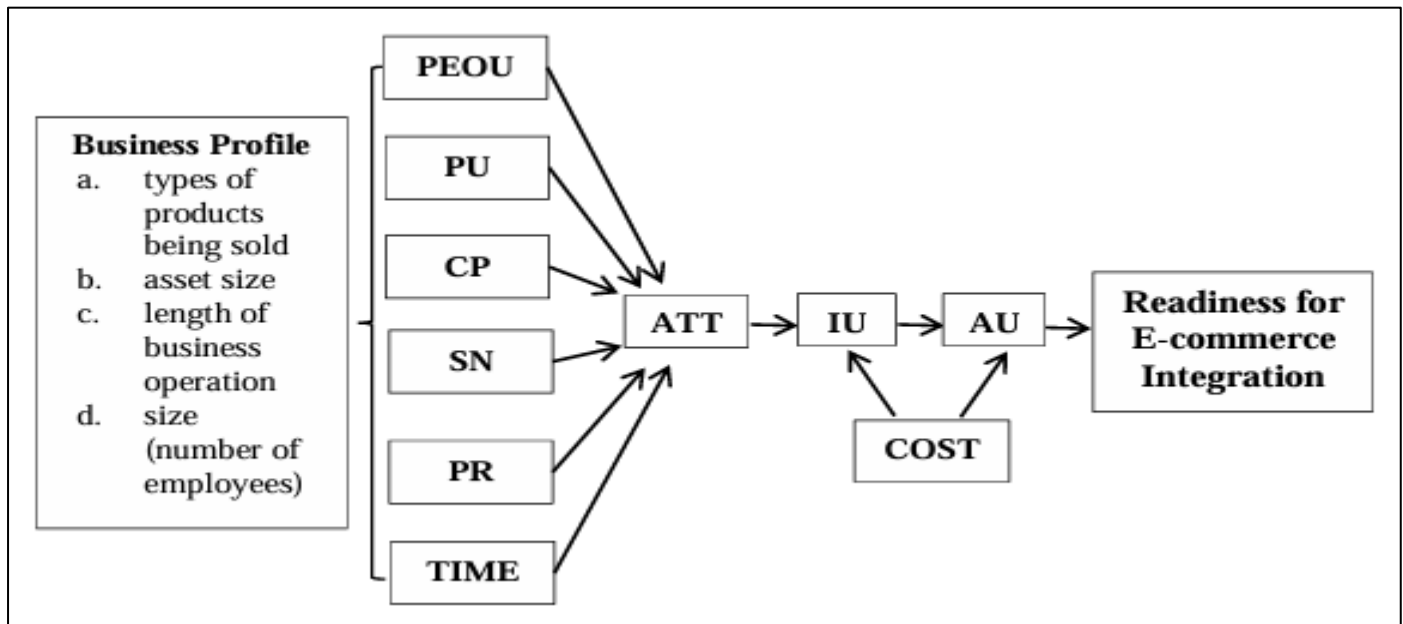 Business Profile
a. types of
products
being sold
b. asset size
c. length of
business
operation
d. size
(number of
employees)
PEOU
PU
CP
SN
PR
TIME
ATT
IU
AU
COST
Readiness for
E-commerce
Integration